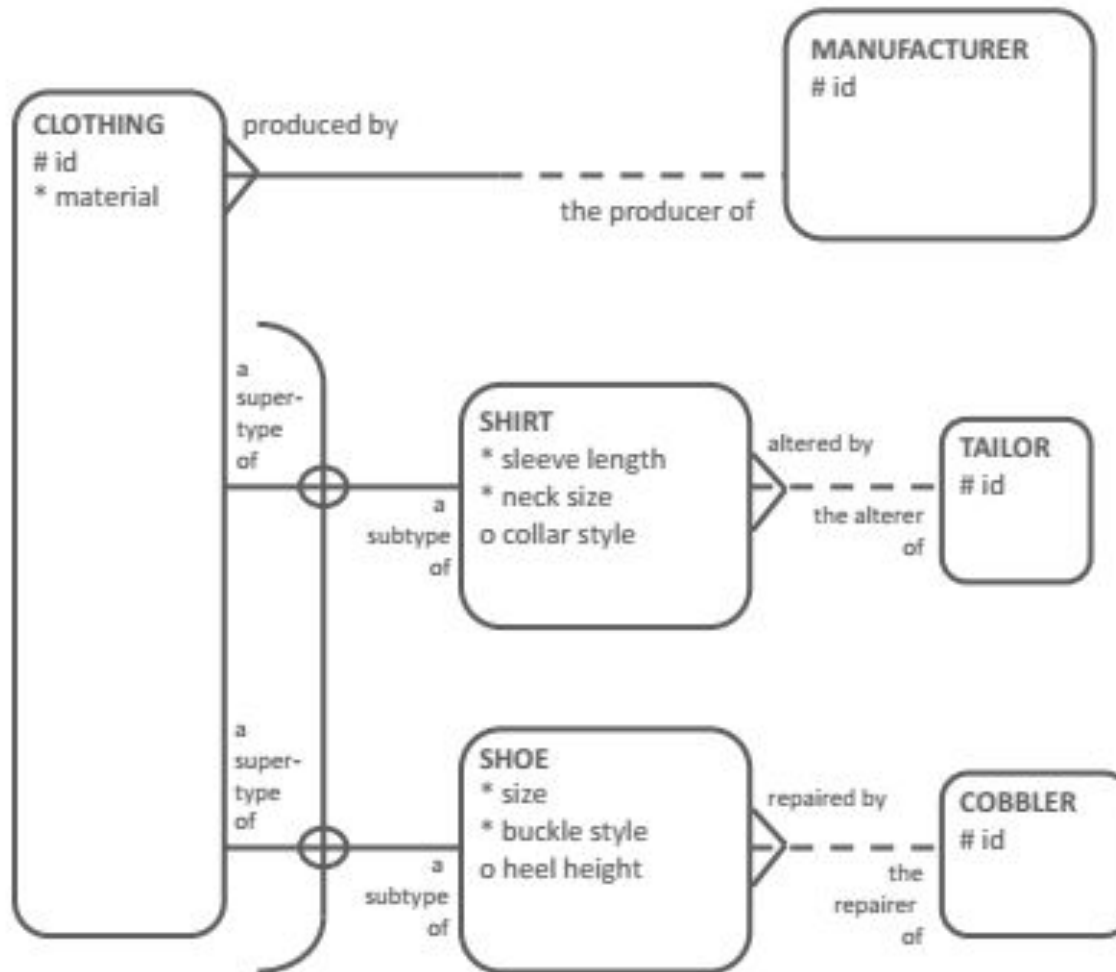 MANUFACTURER
# id
CLOTHING
# id
* material
produced by
the producer of
a
super-
type
of
a
subtype
of
SHIRT
* sleeve length
* neck size
o collar style
altered by
the alterer
of
TAILOR
# id
a
super-
type
of
a
subtype
of
SHOE
* size
* buckle style
o heel height
repaired by
the
repairer
of
COBBLER
# id